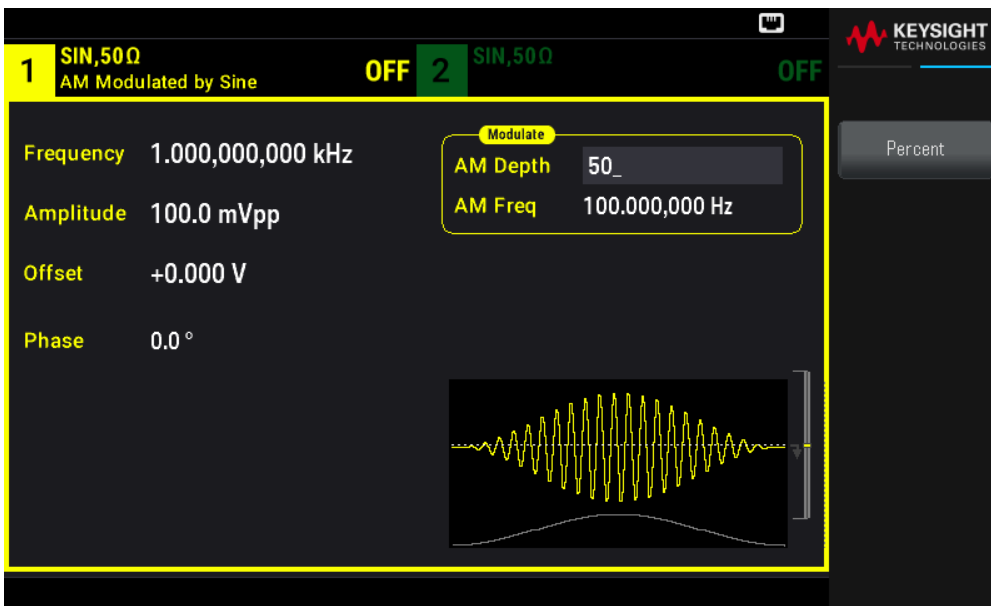 KEYSIGHT
TECHNOLOGIES
1
SIN,50Ω
AM Modulated by Sine
OFF
2
SIN,50Ω
OFF
Frequency 1.000,000,000 kHz
Amplitude 100.0 mVpp
Offset +0.000 V
Phase 0.0 °
Modulate
AM Depth 50_
AM Freq 100.000,000 Hz
Percent